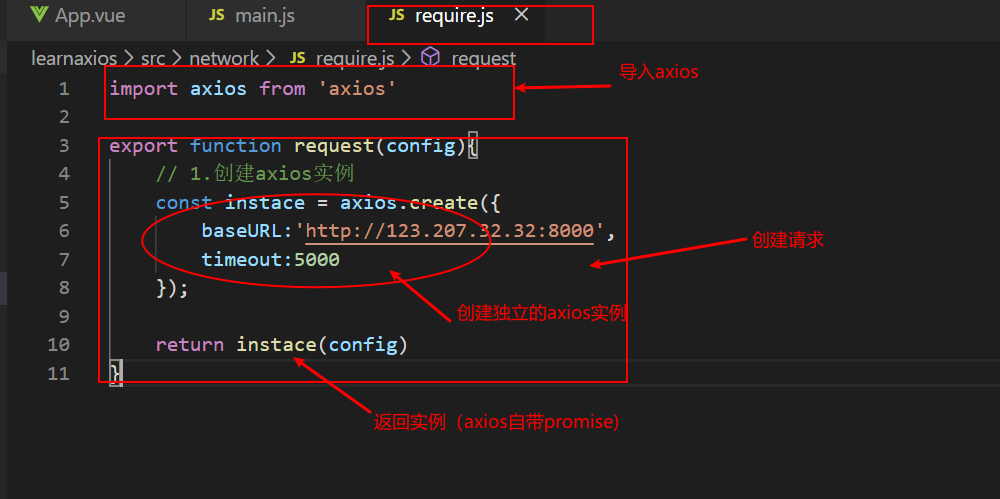 App.vue JS main.js JS require.js ×
learnaxios > src > network > JS require.js > request
导入axios
1 import axios from 'axios'
2
3 export function request(config){
4 // 1.创建axios实例
5 const instace = axios.create({
6 baseURL:'http://123.207.32.32:8000',
创建请求
7 timeout:5000
8 });
创建独立的axios实例
9
10 return instace(config)
11 }
返回实例（axios自带promise)